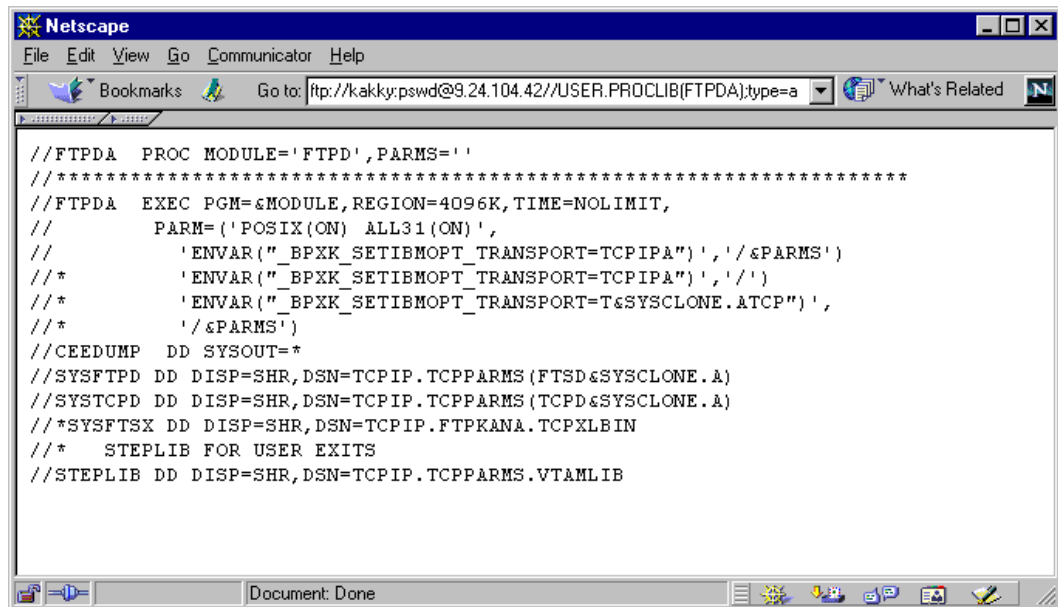 Netscape
File Edit View Go Communicator Help
Bookmarks Go to: ftp://kakky:pswd@9.24.104.42//USER.PROCLIB(FTPDA);type=a What's Related N
//FTPDA  PROC MODULE='FTPD',PARMS=''
//*********************************************************************
//FTPDA  EXEC PGM=&MODULE,REGION=4096K,TIME=NOLIMIT,
//        PARM=('POSIX(ON) ALL31(ON)',
//          'ENVAR("_BPXK_SETIBMOPT_TRANSPORT=TCPIPA")','/&PARMS')
//*         'ENVAR("_BPXK_SETIBMOPT_TRANSPORT=TCPIPA")','/')
//*         'ENVAR("_BPXK_SETIBMOPT_TRANSPORT=T&SYSCLONE.ATCP")',
//*         '/&PARMS')
//CEEDUMP  DD SYSOUT=*
//SYSFTPD DD DISP=SHR,DSN=TCPIP.TCPPARMS(FTSD&SYSCLONE.A)
//SYSTCPD DD DISP=SHR,DSN=TCPIP.TCPPARMS(TCPD&SYSCLONE.A)
//*SYSFTSX DD DISP=SHR,DSN=TCPIP.FTPKANA.TCPXLBIN
//*   STEPLIB FOR USER EXITS
//STEPLIB DD DISP=SHR,DSN=TCPIP.TCPPARMS.VTAMLIB
Document: Done